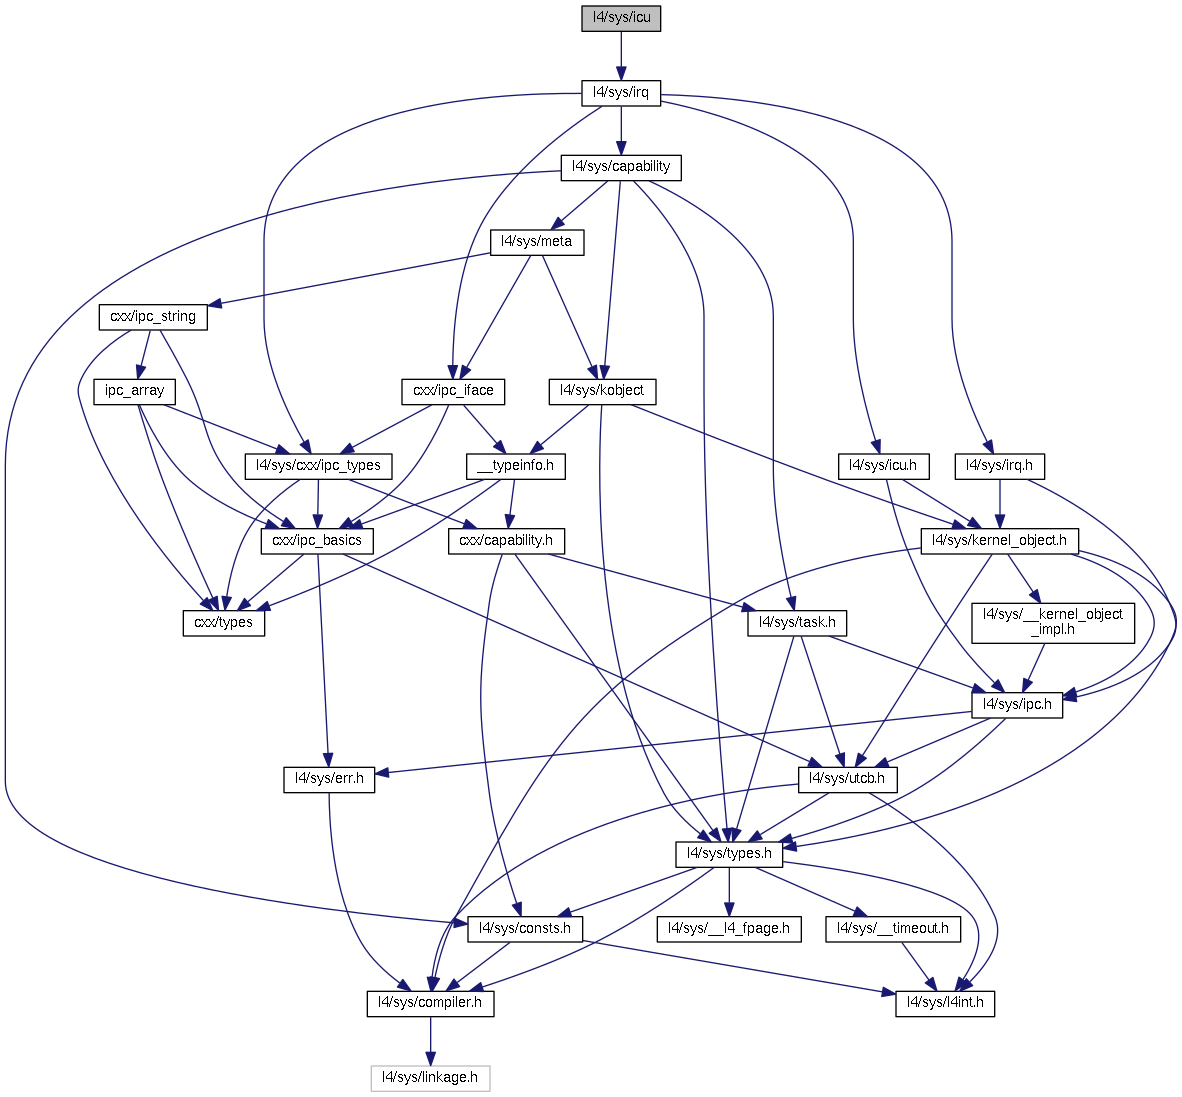 l4/sys/icu
l4/sys/irq
l4/sys/capability
l4/sys/meta
cxx/ipc_string
ipc_array
cxx/ipc_iface
l4/sys/kobject
l4/sys/cxx/ipc_types
__typeinfo.h
l4/sys/icu.h
l4/sys/irq.h
cxx/ipc_basics
cxx/capability.h
l4/sys/kernel_object.h
cxx/types
l4/sys/task.h
l4/sys/__kernel_object
_impl.h
l4/sys/ipc.h
l4/sys/err.h
l4/sys/utcb.h
l4/sys/types.h
l4/sys/consts.h
l4/sys/__l4_fpage.h
l4/sys/__timeout.h
l4/sys/compiler.h
l4/sys/l4int.h
l4/sys/linkage.h